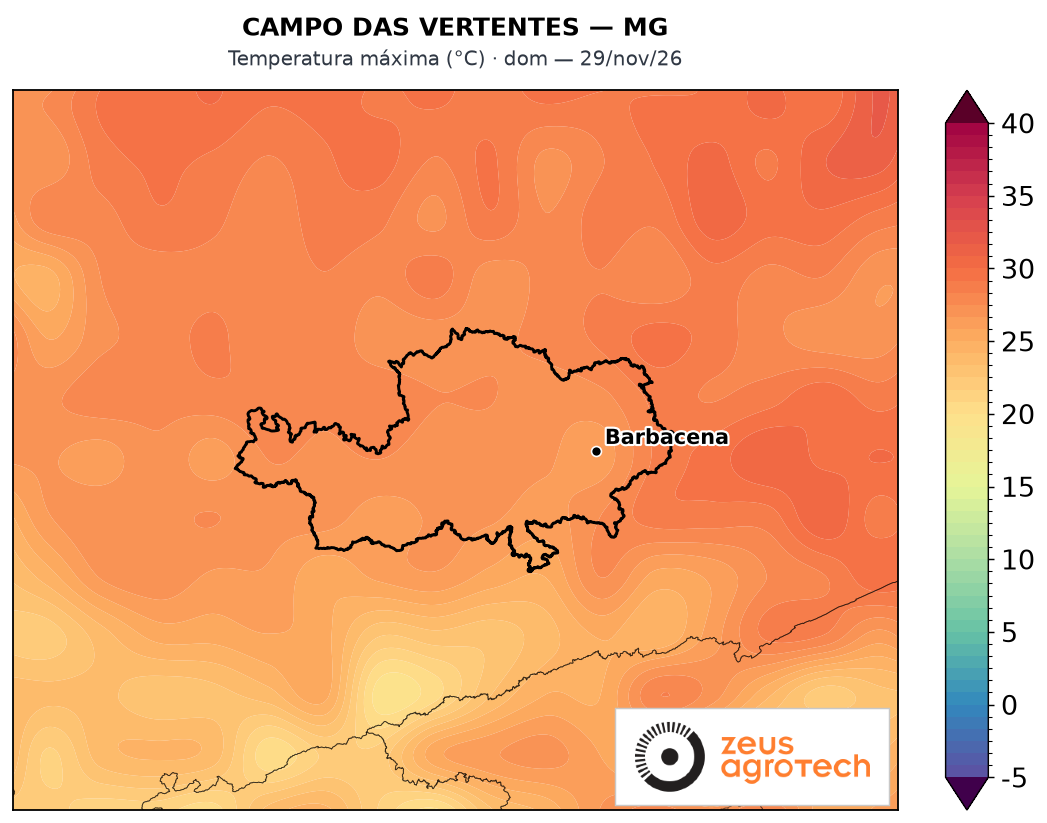 CAMPO DAS VERTENTES — MG
Temperatura máxima (°C) · dom — 29/nov/26
40
35
30
25
20
15
10
5
0
-5
Barbacena
zeus
agrotech